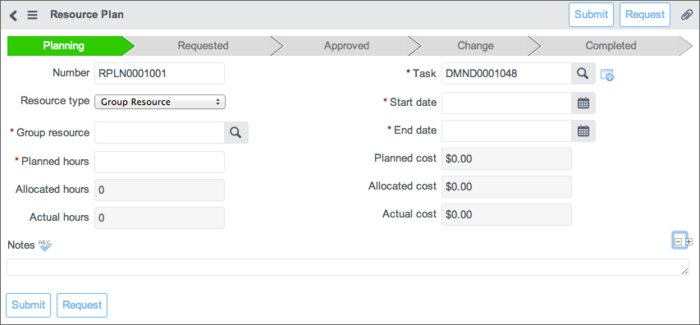 Resource Plan
Submit
Request
Planning
Requested
Approved
Change
Completed
Number RPLN0001001
* Task DMND0001048
Resource type Group Resource
* Start date
* Group resource
* End date
* Planned hours
Planned cost $0.00
Allocated hours 0
Allocated cost $0.00
Actual hours 0
Actual cost $0.00
Notes ABC
Submit
Request